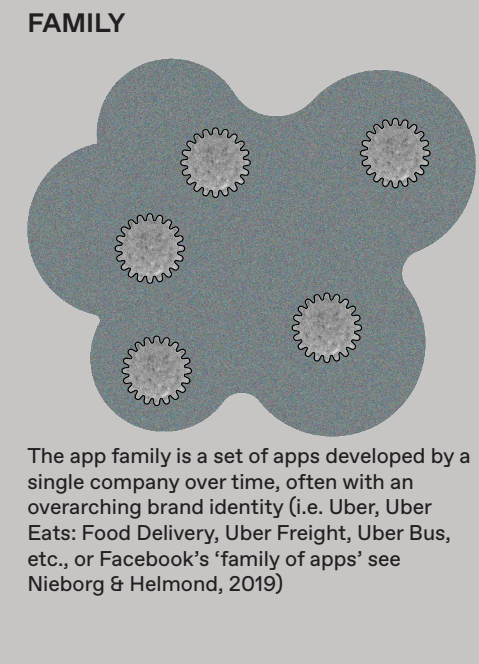 FAMILY
The app family is a set of apps developed by a
single company over time, often with an
overarching brand identity (i.e. Uber, Uber
Eats: Food Delivery, Uber Freight, Uber Bus,
etc., or Facebook’s ‘family of apps’ see
Nieborg & Helmond, 2019)